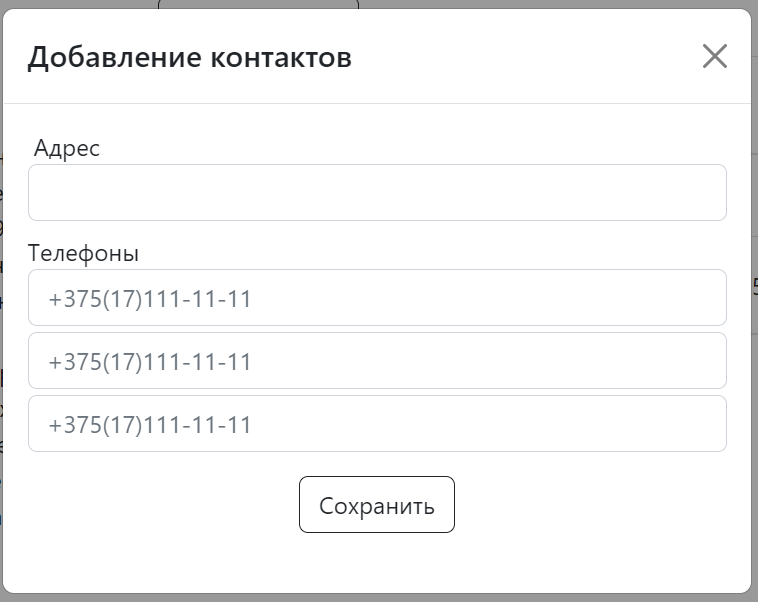 Добавление контактов
Адрес
Телефоны
+375(17)111-11-11
+375(17)111-11-11
+375(17)111-11-11
Сохранить